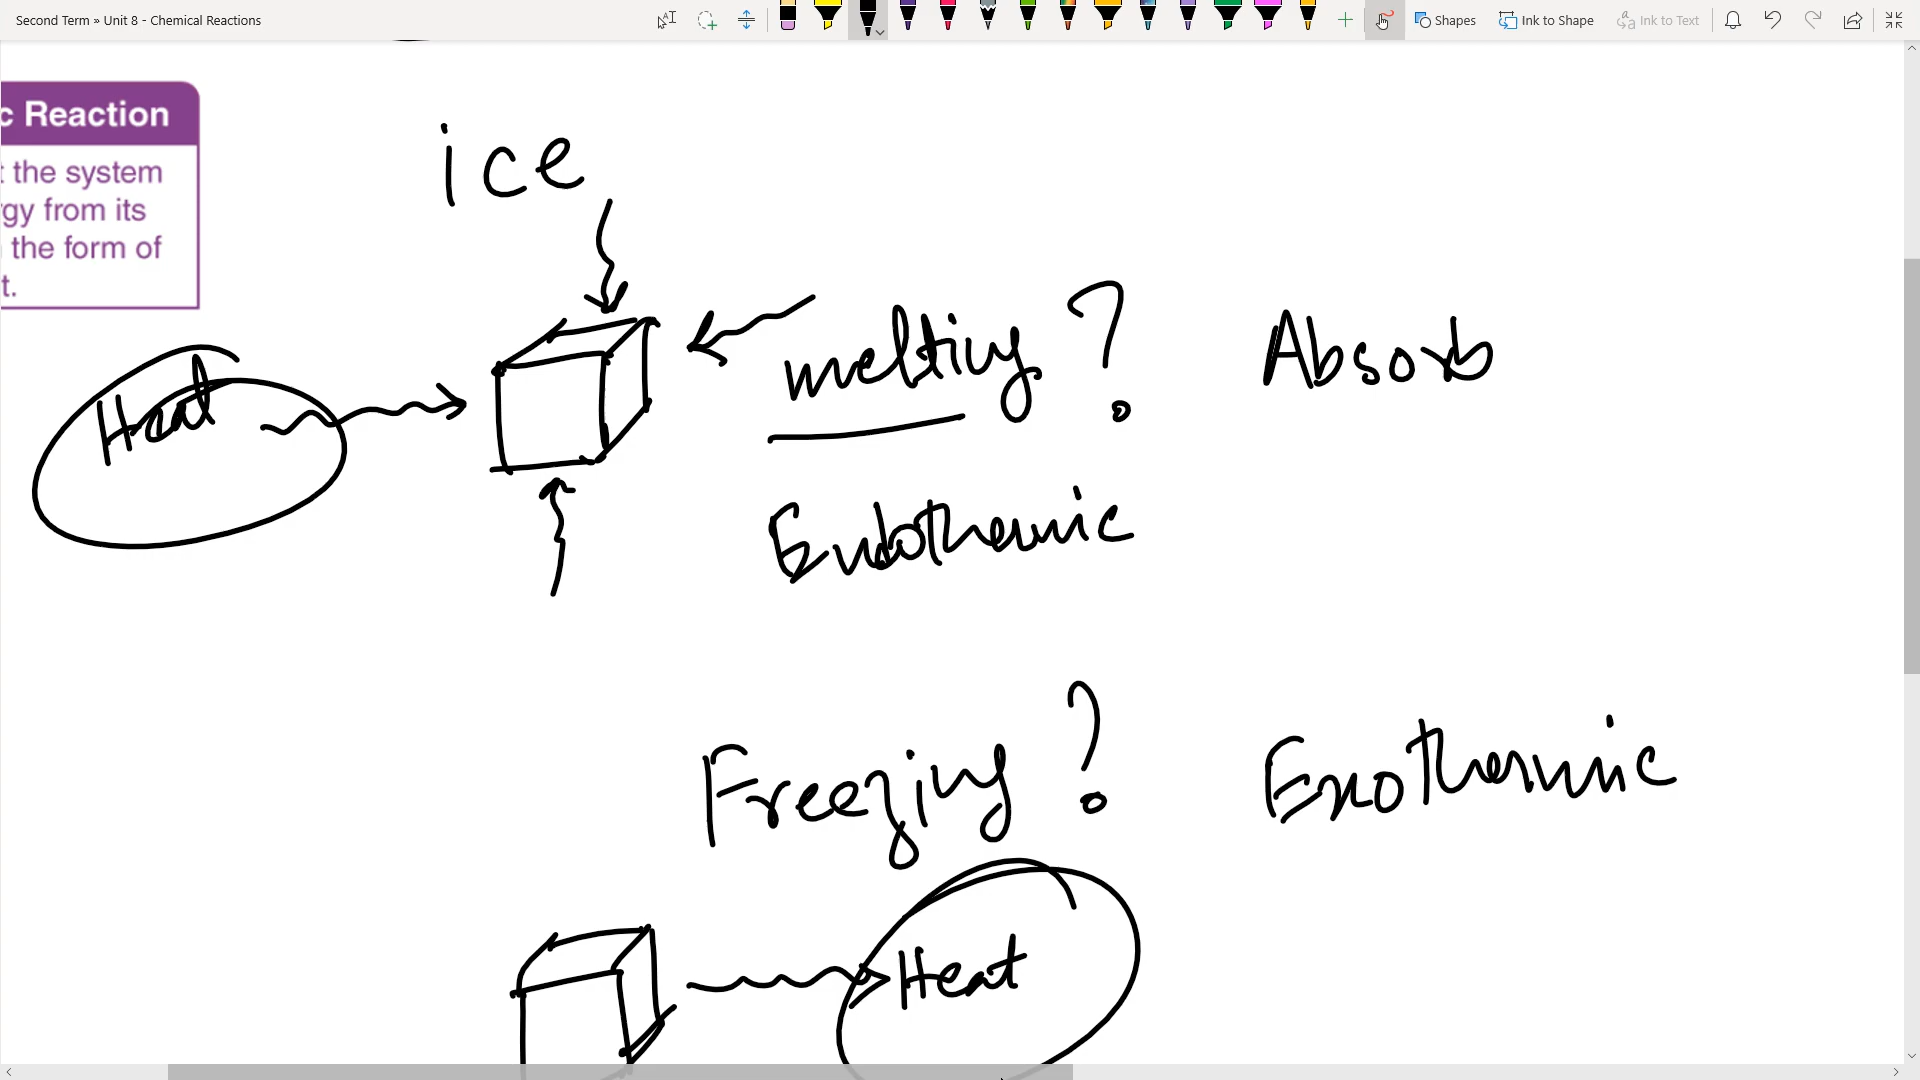 Second Term » Unit 8 - Chemical Reactions
Shapes
Ink to Shape
Ink to Text
c Reaction
t the system
rgy from its
the form of
t.
ice
Heat
melting ?
Absorb
Endothermic
Freezing ?
Exothermic
Heat